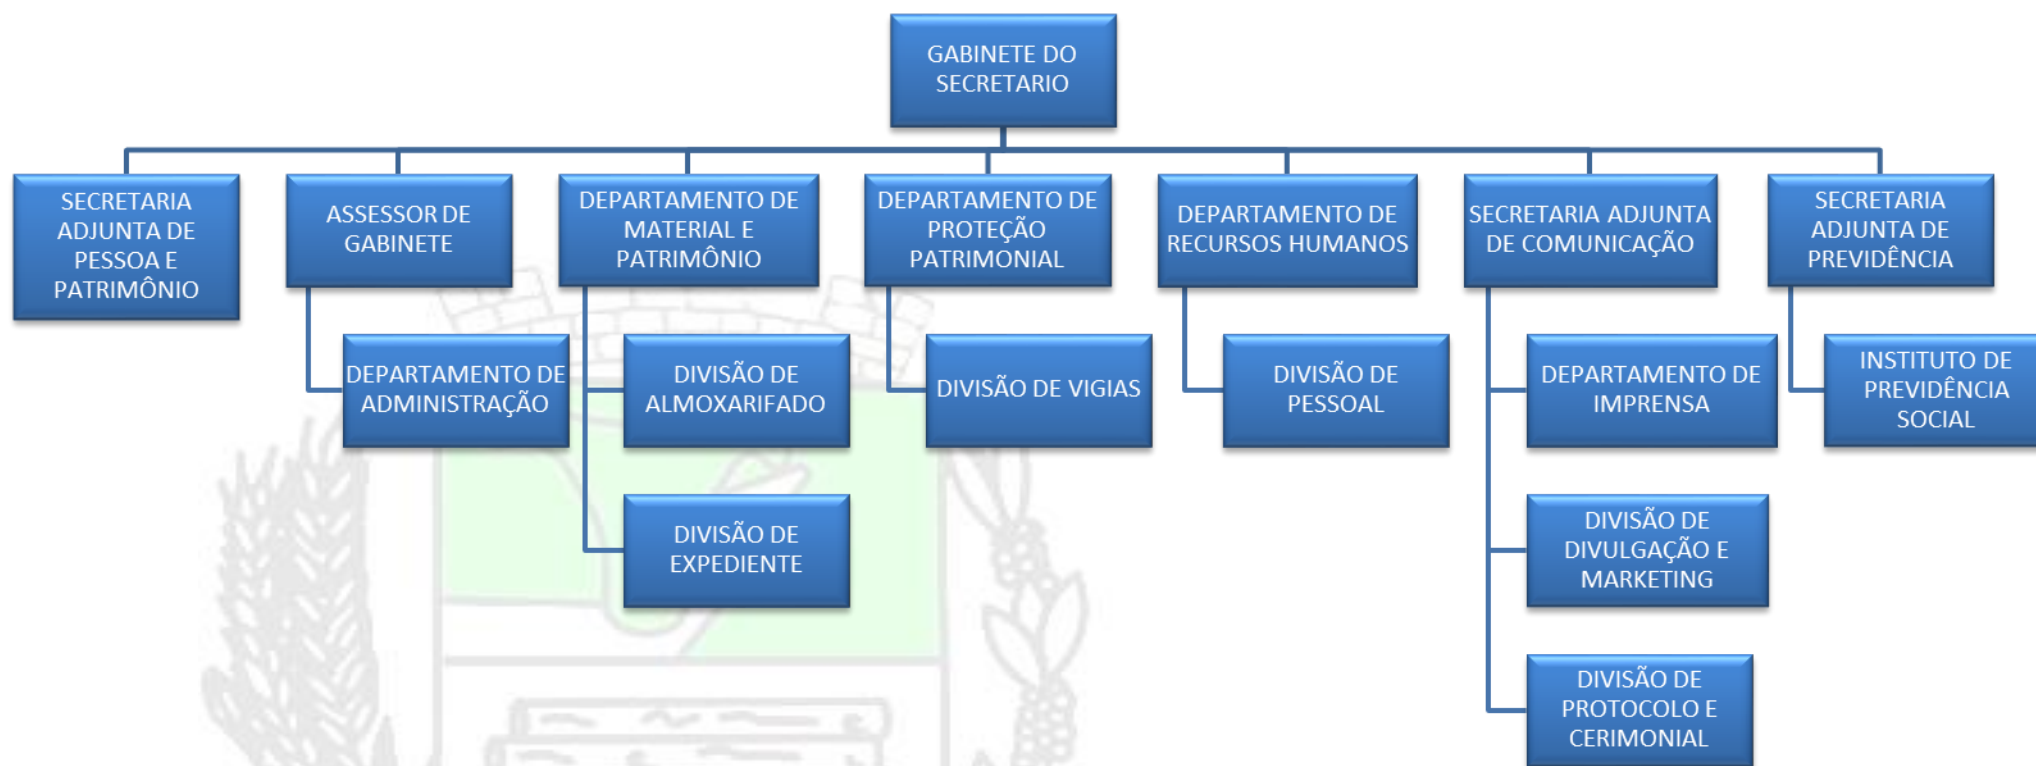 GABINETE DO
SECRETARIO
SECRETARIA
ADJUNTA DE
PESSOA E
PATRIMÔNIO
ASSESSOR DE
GABINETE
DEPARTAMENTO DE
MATERIAL E
PATRIMÔNIO
DEPARTAMENTO DE
PROTEÇÃO
PATRIMONIAL
DEPARTAMENTO DE
RECURSOS HUMANOS
SECRETARIA ADJUNTA
DE COMUNICAÇÃO
SECRETARIA
ADJUNTA DE
PREVIDÊNCIA
DEPARTAMENTO DE
ADMINISTRAÇÃO
DIVISÃO DE
ALMOXARIFADO
DIVISÃO DE VIGIAS
DIVISÃO DE
PESSOAL
DEPARTAMENTO DE
IMPRENSA
INSTITUTO DE
PREVIDÊNCIA
SOCIAL
DIVISÃO DE
EXPEDIENTE
DIVISÃO DE
DIVULGAÇÃO E
MARKETING
DIVISÃO DE
PROTOCOLO E
CERIMONIAL